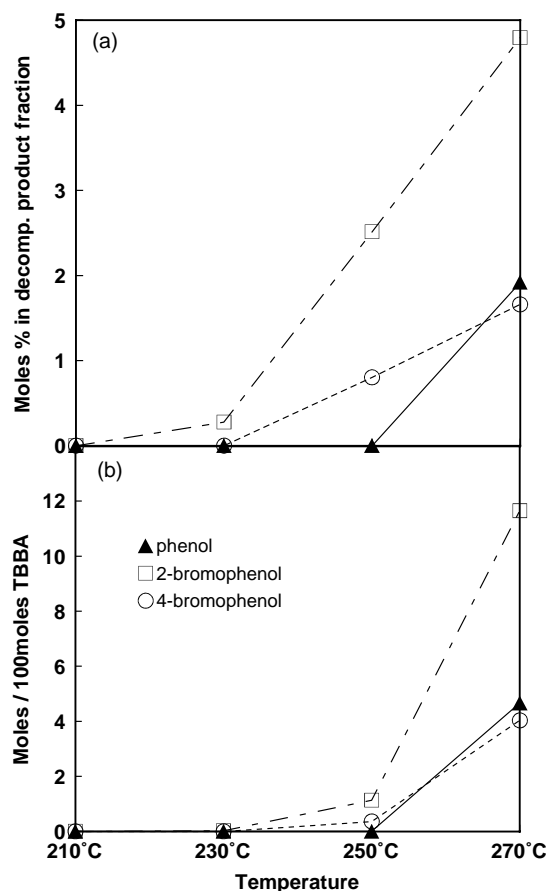 (a)
Moles % in decomp. product fraction
5
4
3
2
1
0
(b)
Moles / 100moles TBBA
12
10
8
6
4
2
0
phenol
2-bromophenol
4-bromophenol
210˚C 230˚C 250˚C 270˚C
Temperature